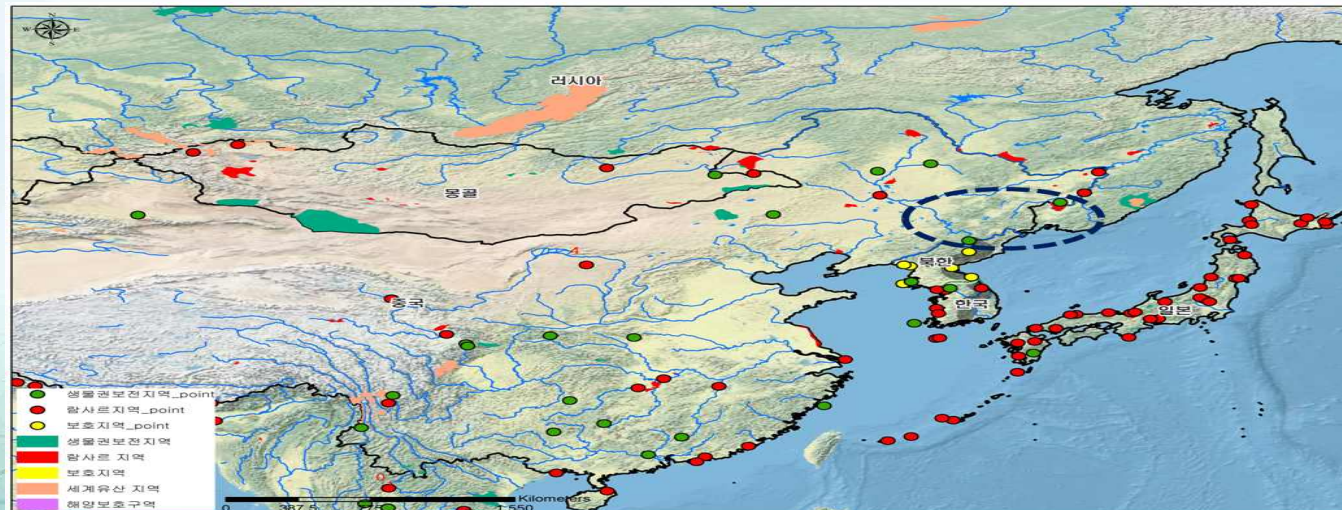 N
W E
S
러시아
몽골
북한
중국
한국
일본
생물권보전지역_point
람사르지역_point
보호지역_point
생물권보전지역
람사르 지역
보호지역
세계유산 지역
해양보호구역
Kilometers
0 387.5 775 1,550